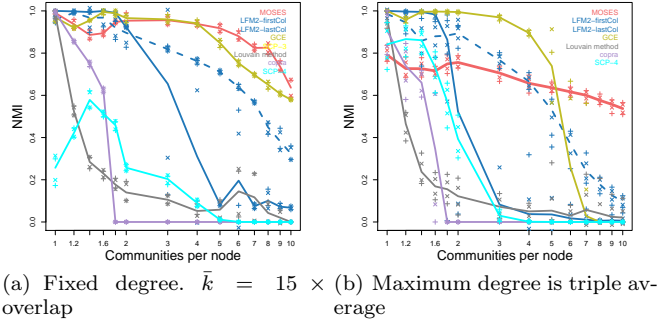 MOSES
LFM2−firstCol
LFM2−lastCol
GCE
Louvain method
copra
SCP−4
NMI
1.0
0.8
0.6
0.4
0.2
0.0
1 1.2 1.6 2 3 4 5 6 7 8 9 10
Communities per node
MOSES
LFM2−firstCol
LFM2−lastCol
GCE
Louvain method
copra
SCP−4
NMI
1.0
0.8
0.6
0.4
0.2
0.0
1 1.2 1.6 2 3 4 5 6 7 8 9 10
Communities per node
(a) Fixed degree. k̄ = 15 × overlap
(b) Maximum degree is triple average